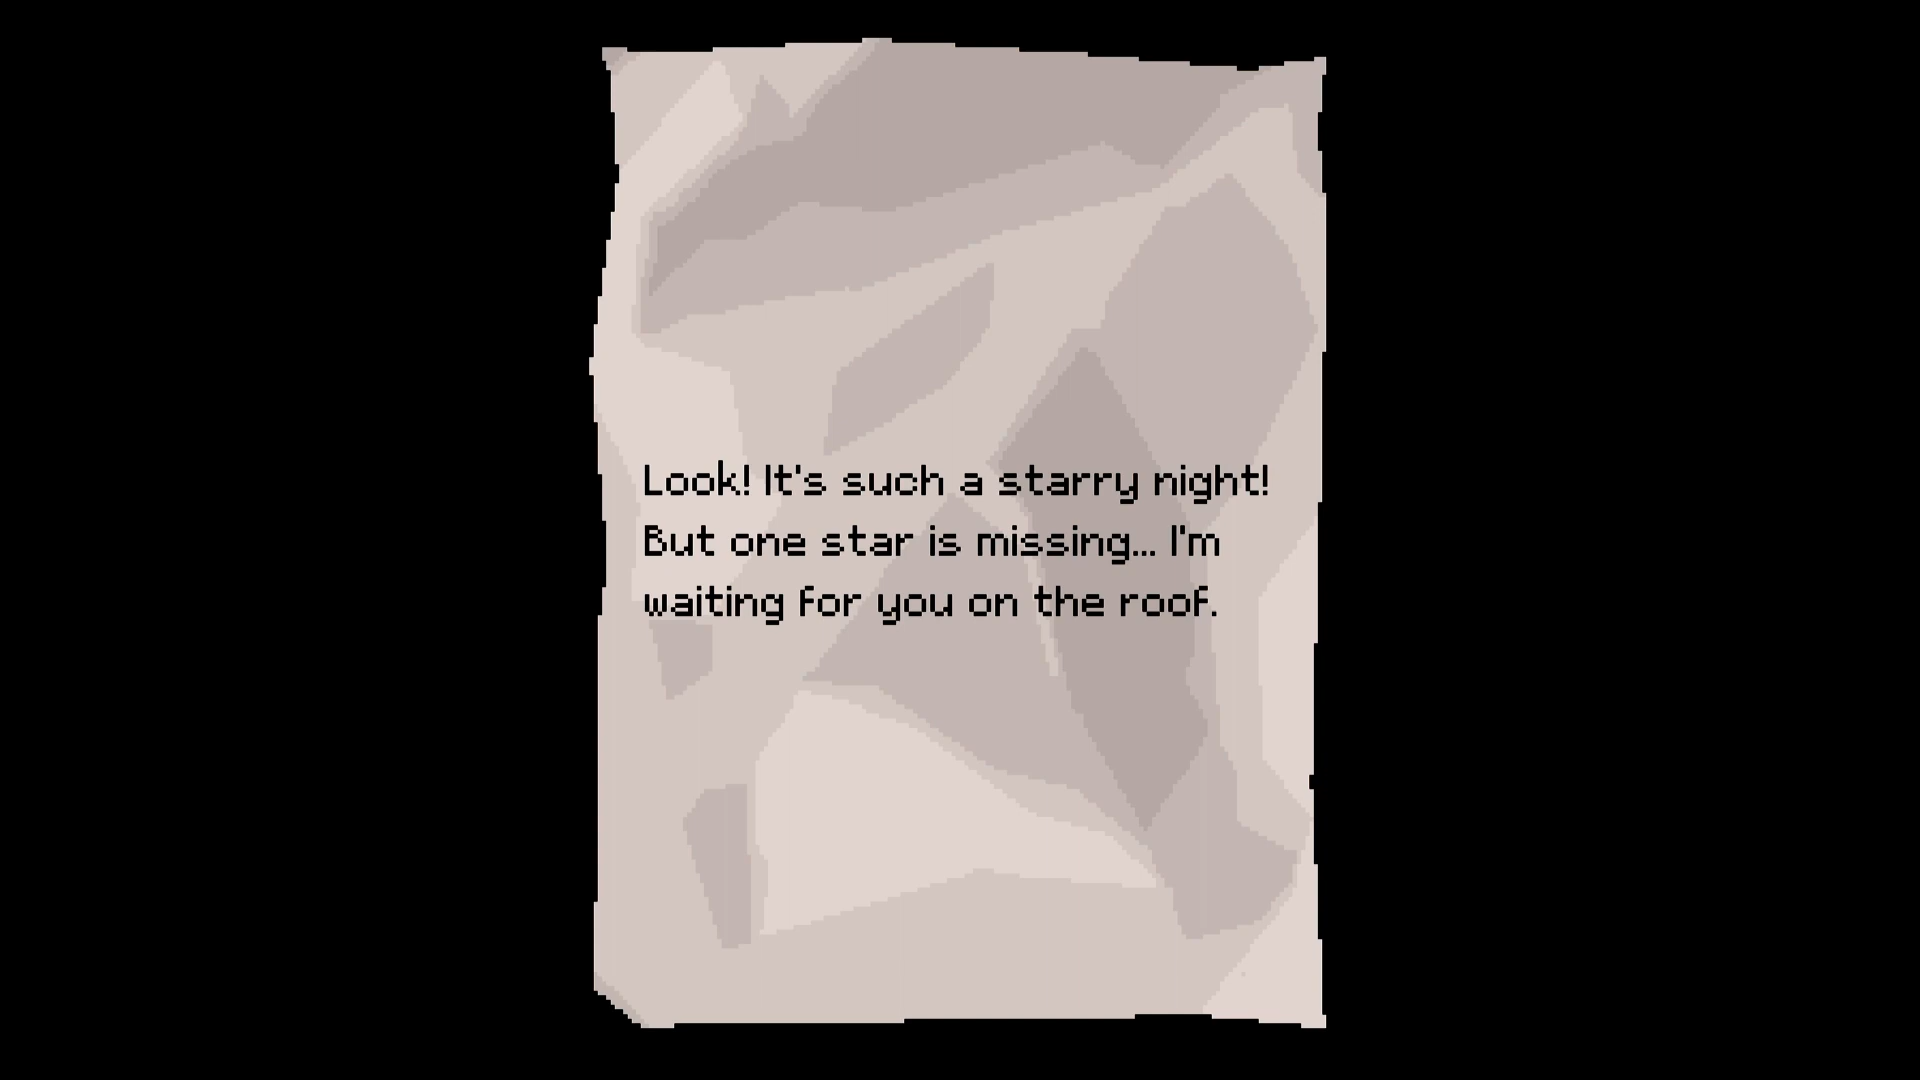 Look! It's such a starry night!
But one star is missing... I'm
waiting for you on the roof.